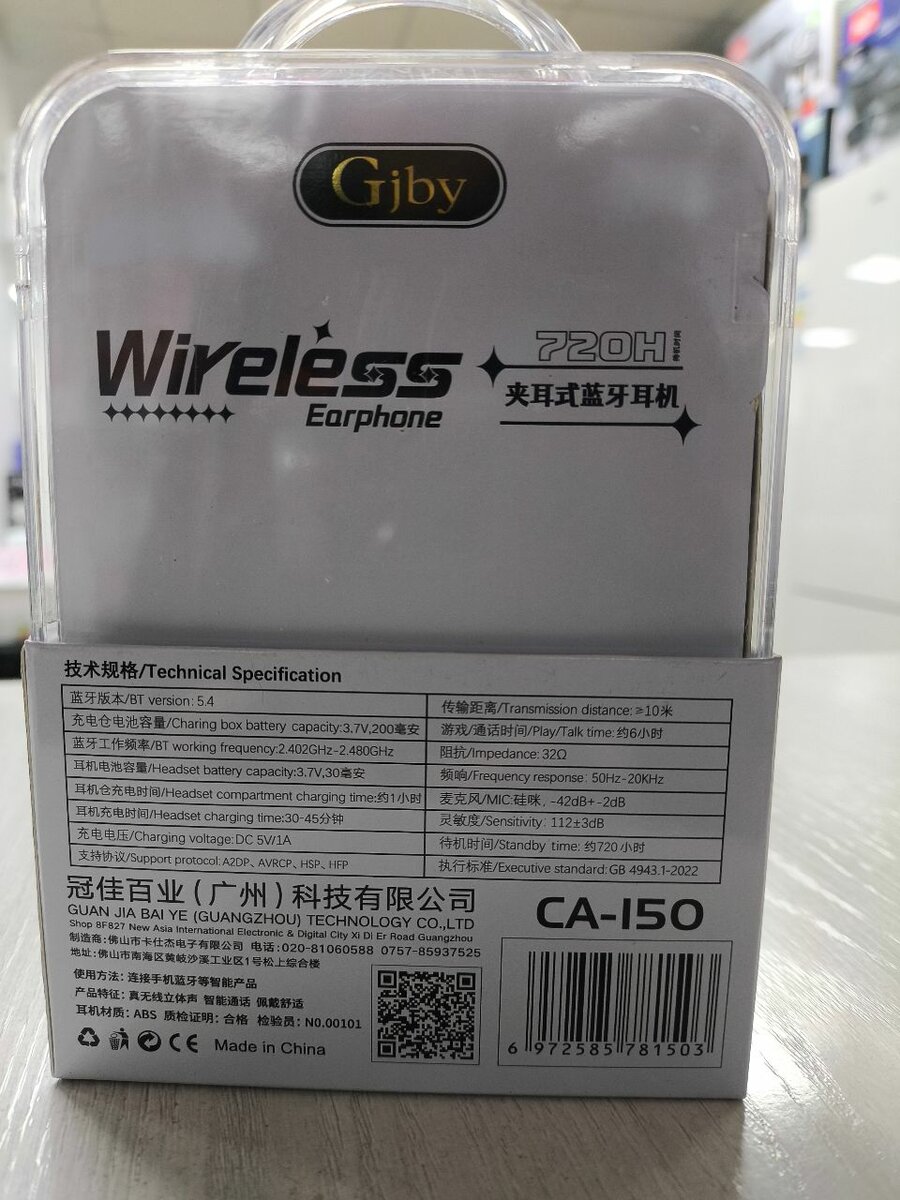 Gjby
Wireless
Earphone
720H
待机时间
夹耳式蓝牙耳机
技术规格/Technical Specification
蓝牙版本/BT version: 5.4
充电仓电池容量/Charing box battery capacity:3.7V,200毫安
蓝牙工作频率/BT working frequency:2.402GHz-2.480GHz
耳机电池容量/Headset battery capacity:3.7V,30毫安
耳机仓充电时间/Headset compartment charging time:约1小时
耳机充电时间/Headset charging time:30-45分钟
充电电压/Charging voltage: DC 5V/1A
支持协议/Support protocol: A2DP、AVRCP、HSP、HFP
传输距离/Transmission distance: ≥10米
游戏/通话时间/Play/Talk time: 约6小时
阻抗/Impedance: 32Ω
频响/Frequency response: 50Hz-20KHz
麦克风/MIC:硅咪, -42dB+-2dB
灵敏度/Sensitivity: 112±3dB
待机时间/Standby time: 约720小时
执行标准/Executive standard: GB 4943.1-2022
冠佳百业(广州)科技有限公司
GUAN JIA BAI YE (GUANGZHOU) TECHNOLOGY CO.,LTD
Shop 8F827 New Asia International Electronic & Digital City Xi Di Er Road Guangzhou
制造商:佛山市卡仕杰电子有限公司 电话:020-81060588 0757-85937525
地址:佛山市南海区黄岐沙溪工业区1号松上综合楼
使用方法: 连接手机蓝牙等智能产品
产品特征: 真无线立体声 智能通话 佩戴舒适
耳机材质: ABS 质检证明: 合格 检验员: N0.00101
CE Made in China
CA-150
6 972585 781503